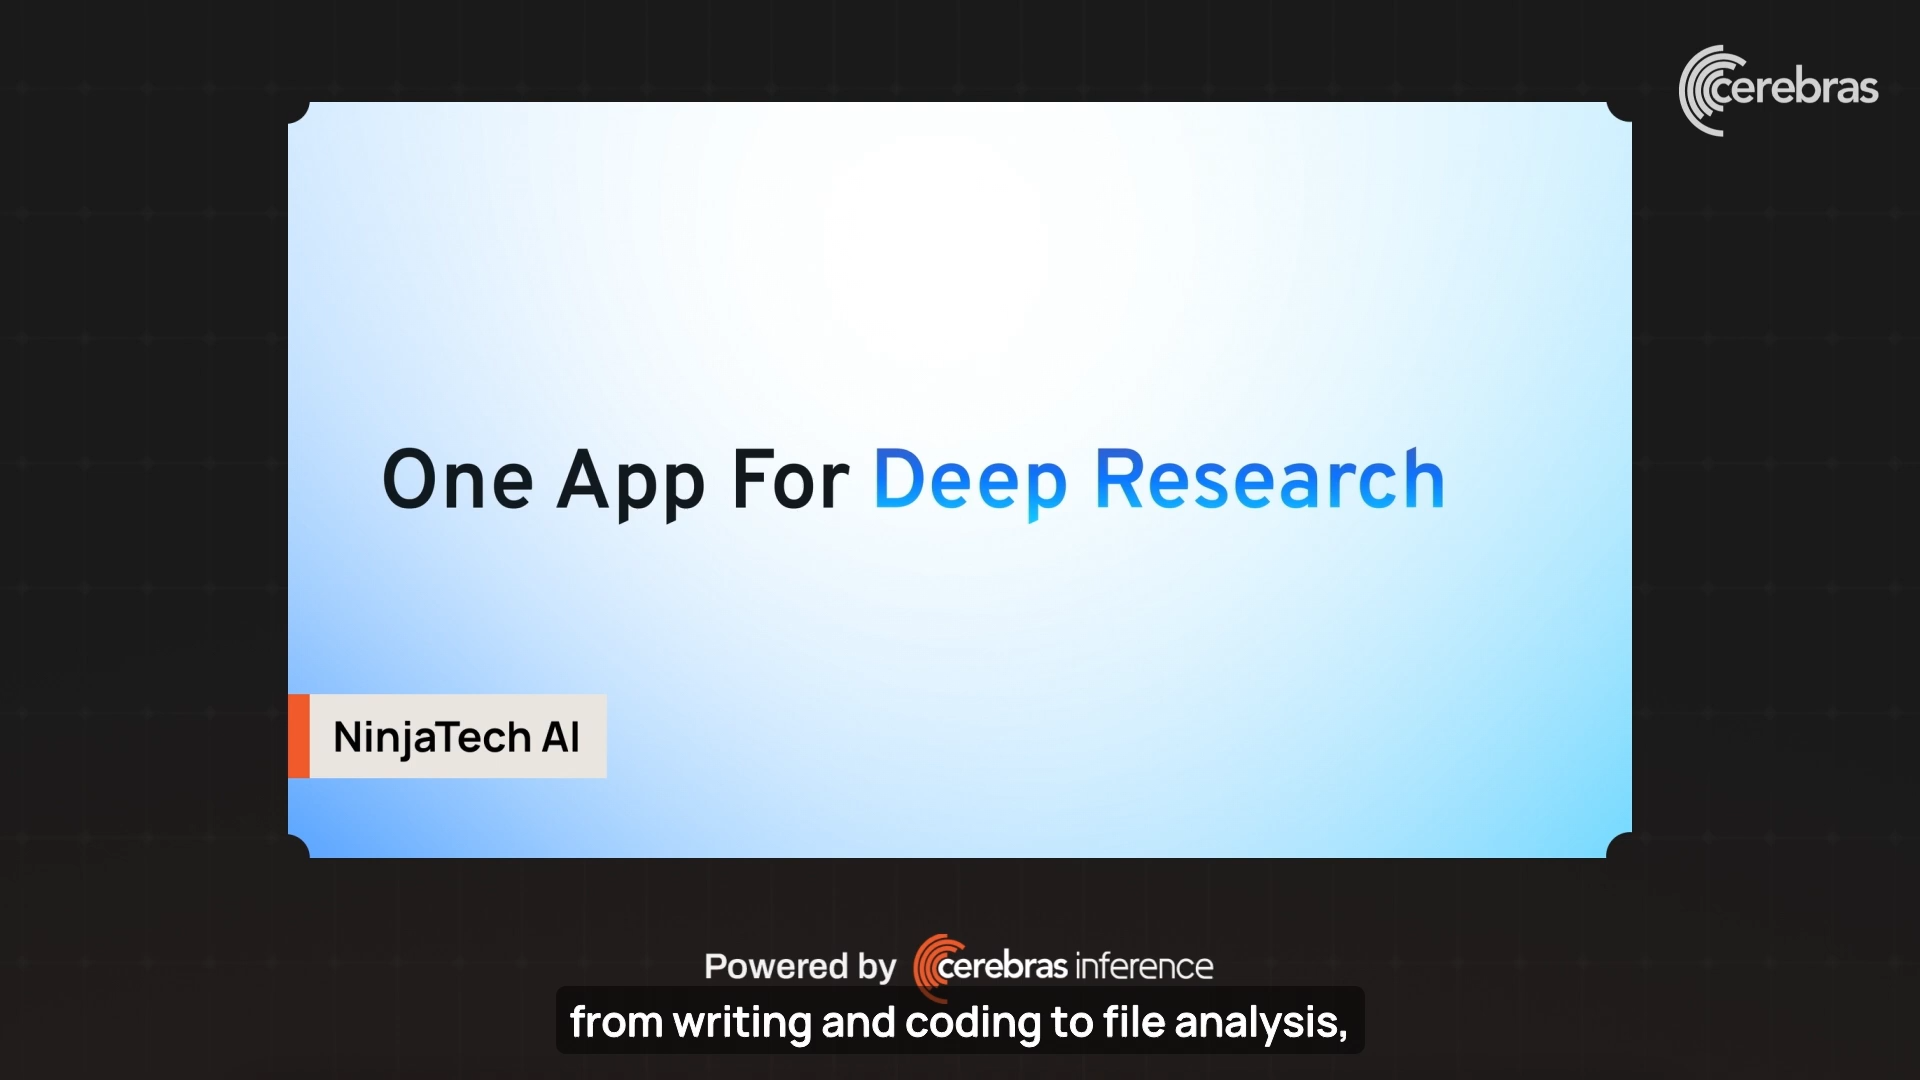 cerebras
One App For Deep Research
NinjaTech AI
Powered by cerebras inference
from writing and coding to file analysis,